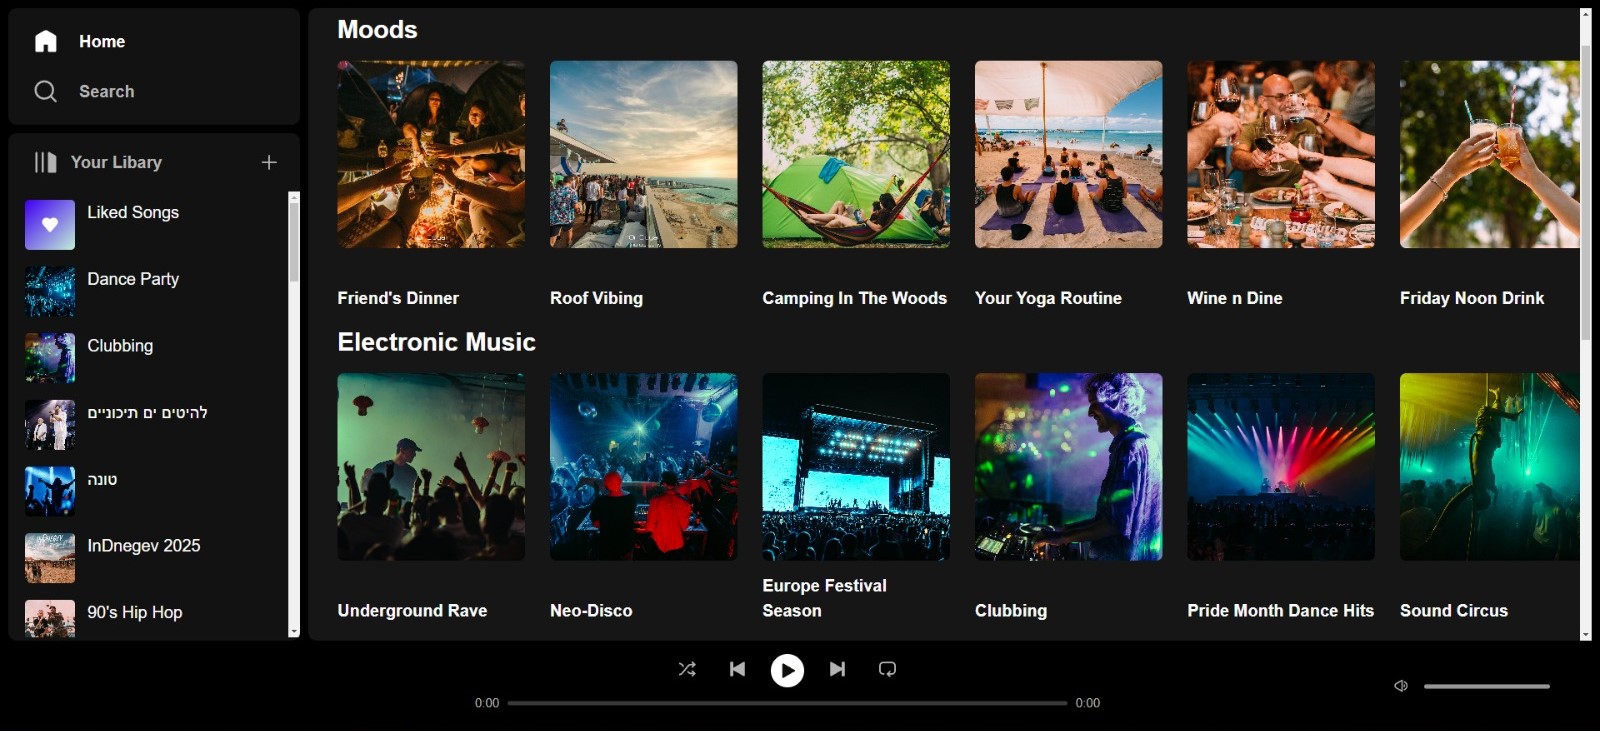 Home
Search
Your Libary
Liked Songs
Dance Party
Clubbing
להיטים ים תיכוניים
טונה
InDnegev 2025
90's Hip Hop
Moods
Friend's Dinner
Roof Vibing
Camping In The Woods
Your Yoga Routine
Wine n Dine
Friday Noon Drink
Electronic Music
Underground Rave
Neo-Disco
Europe Festival
Season
Clubbing
Pride Month Dance Hits
Sound Circus
0:00
0:00